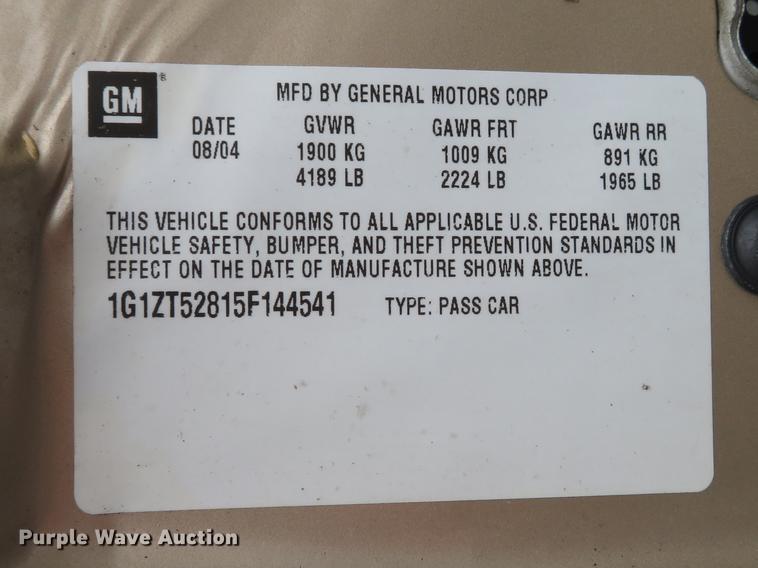 GM®
MFD BY GENERAL MOTORS CORP
DATE GVWR GAWR FRT GAWR RR
08/04 1900 KG 1009 KG 891 KG
4189 LB 2224 LB 1965 LB
THIS VEHICLE CONFORMS TO ALL APPLICABLE U.S. FEDERAL MOTOR
VEHICLE SAFETY, BUMPER, AND THEFT PREVENTION STANDARDS IN
EFFECT ON THE DATE OF MANUFACTURE SHOWN ABOVE.
1G1ZT52815F144541 TYPE: PASS CAR
Purple Wave Auction